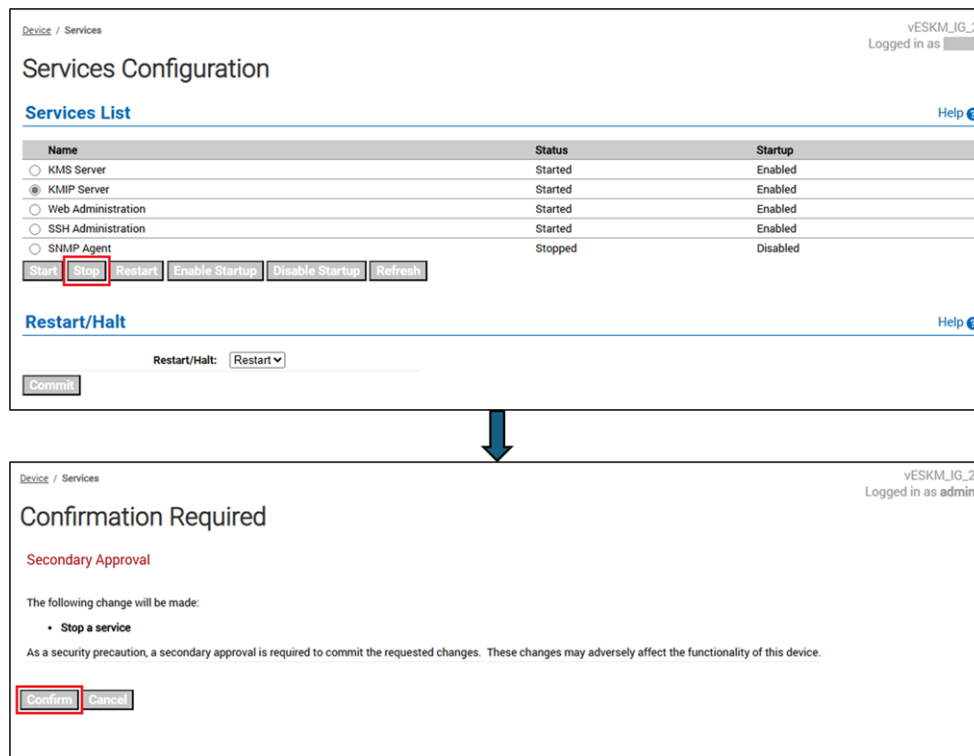 Device / Services
vESKM_IG_2
Logged in as
Services Configuration
Services List
Help
Name Status Startup
KMS Server Started Enabled
KMIP Server Started Enabled
Web Administration Started Enabled
SSH Administration Started Enabled
SNMP Agent Stopped Disabled
Start Stop Restart Enable Startup Disable Startup Refresh
Restart/Halt
Help
Restart/Halt: Restart
Commit
Device / Services
vESKM_IG_2
Logged in as admin
Confirmation Required
Secondary Approval
The following change will be made:
• Stop a service
As a security precaution, a secondary approval is required to commit the requested changes. These changes may adversely affect the functionality of this device.
Confirm Cancel